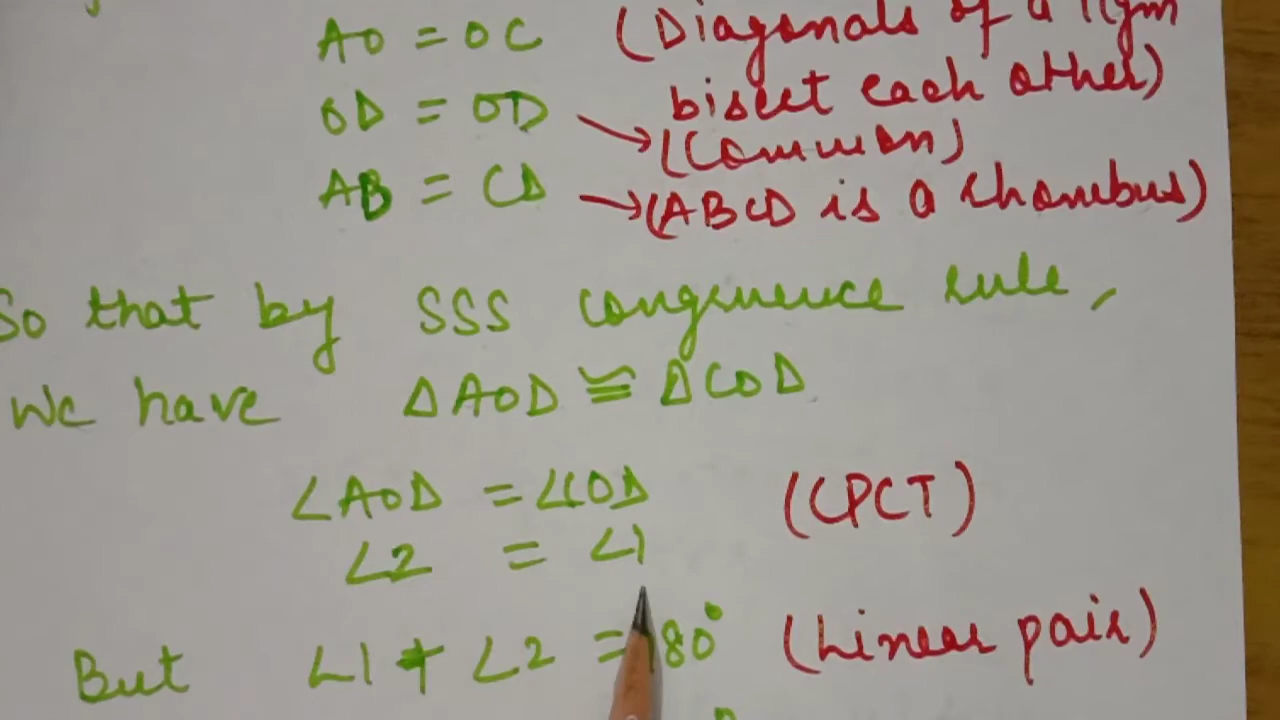 AO = OC (Diagonals of a ||gm
bisect each other)
OD = OD → (Common)
AB = CD → (ABCD is a rhombus)
So that by SSS congruence rule,
We have ΔAOD ≅ ΔCOD
∠AOD = ∠COD (CPCT)
∠2 = ∠1
But ∠1 + ∠2 = 180° (Linear pair)